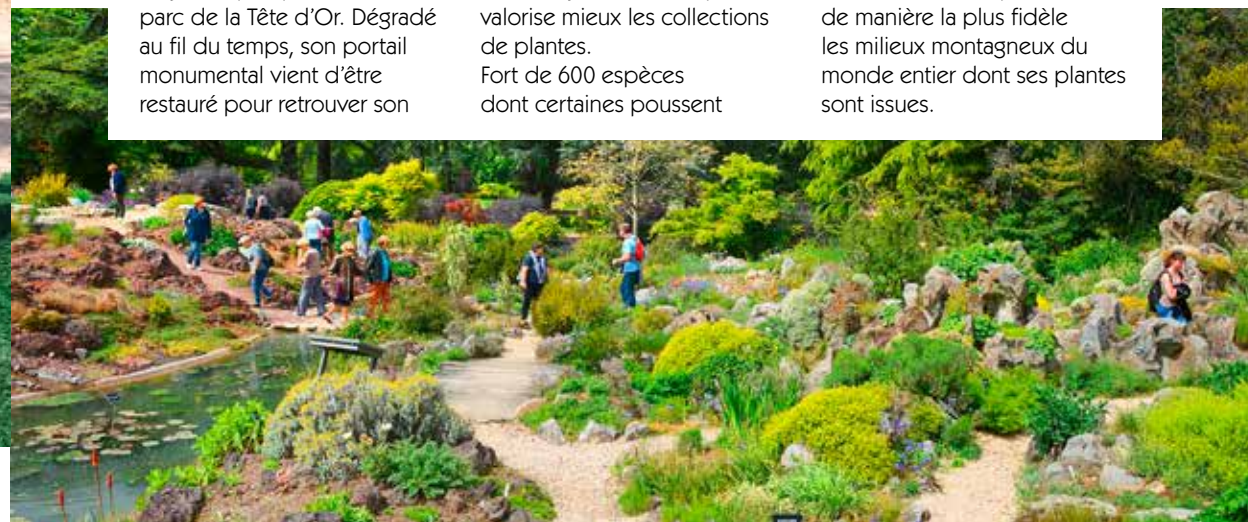 parc de la Tête d'Or. Dégradé
au fil du temps, son portail
monumental vient d'être
restauré pour retrouver son
valorise mieux les collections
de plantes.
Fort de 600 espèces
dont certaines poussent
de manière la plus fidèle
les milieux montagneux du
monde entier dont ses plantes
sont issues.